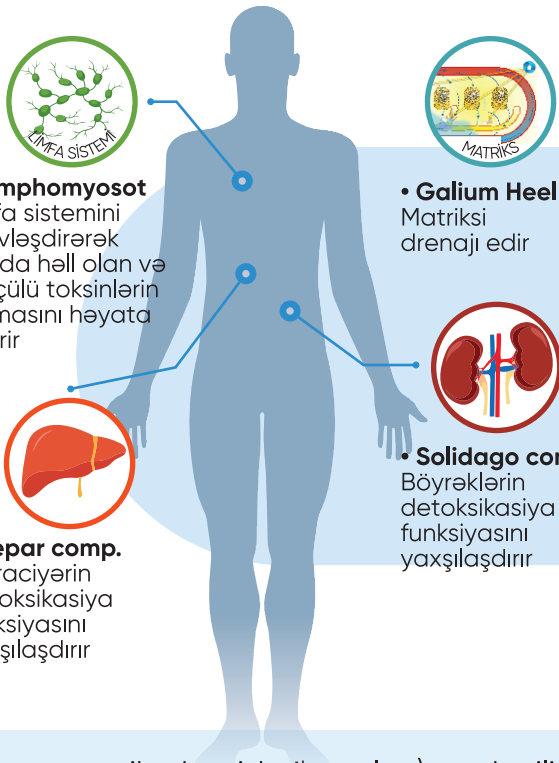 LİMFA SİSTEMİ
mphomyosot
fa sistemini
vləşdirərək
da həll olan və
çülü toksinlərin
masını həyata
rir
MATRİKS
• Galium Heel
Matriksi
drenajı edir
epar comp.
raciyərin
oksikasiya
ksiyasını
şılaşdırır
• Solidago con
Böyrəklərin
detoksikasiya
funksiyasını
yaxşılaşdırır